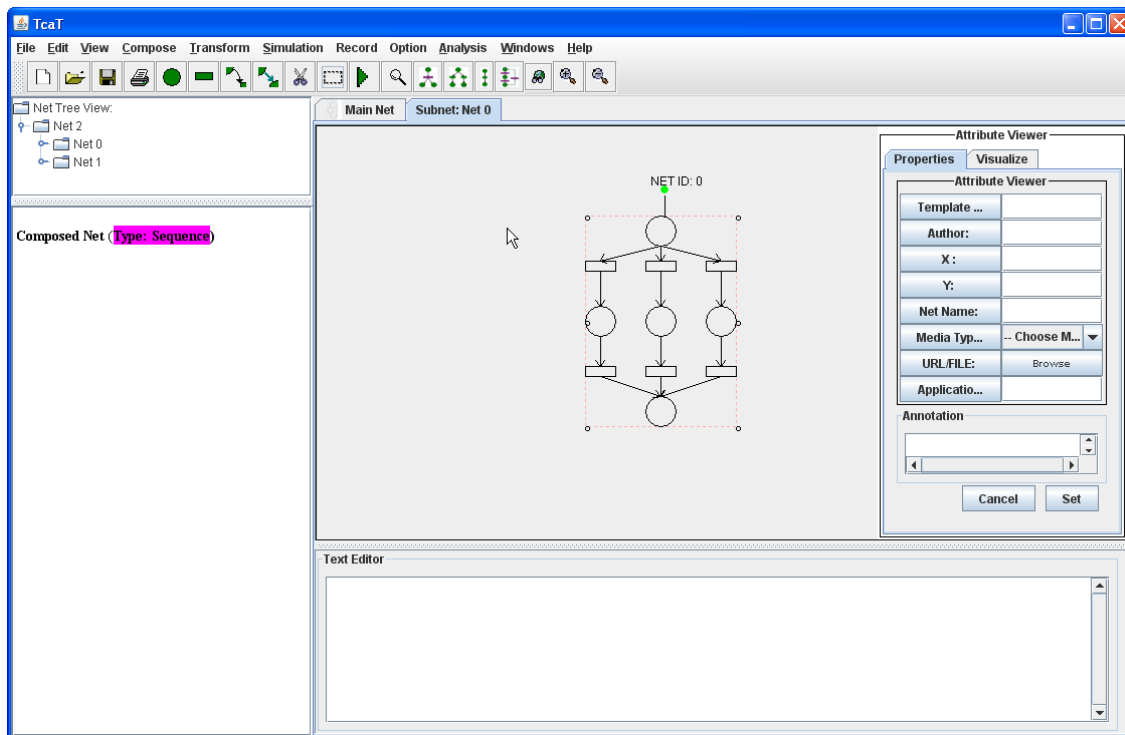 TcaT
File Edit View Compose Transform Simulation Record Option Analysis Windows Help
Net Tree View:
Net 2
Net 0
Net 1
Composed Net (Type: Sequence)
Main Net
Subnet: Net 0
NET ID: 0
Attribute Viewer
Properties
Visualize
Attribute Viewer
Template ...
Author:
X :
Y:
Net Name:
Media Typ...
-- Choose M...
URL/FILE:
Browse
Applicatio...
Annotation
Cancel
Set
Text Editor